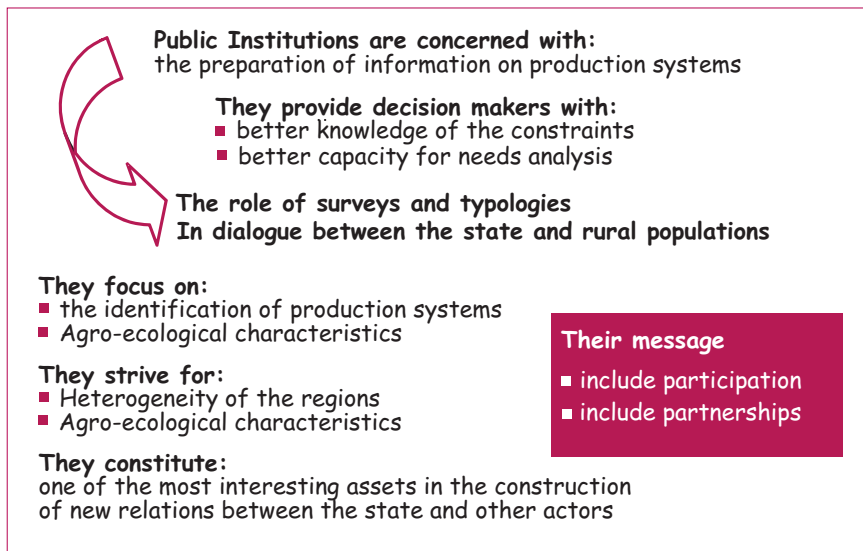 Public Institutions are concerned with:
the preparation of information on production systems
They provide decision makers with:
better knowledge of the constraints
better capacity for needs analysis
The role of surveys and typologies
In dialogue between the state and rural populations
They focus on:
the identification of production systems
Agro-ecological characteristics
They strive for:
Heterogeneity of the regions
Agro-ecological characteristics
They constitute:
one of the most interesting assets in the construction
of new relations between the state and other actors
Their message
include participation
include partnerships